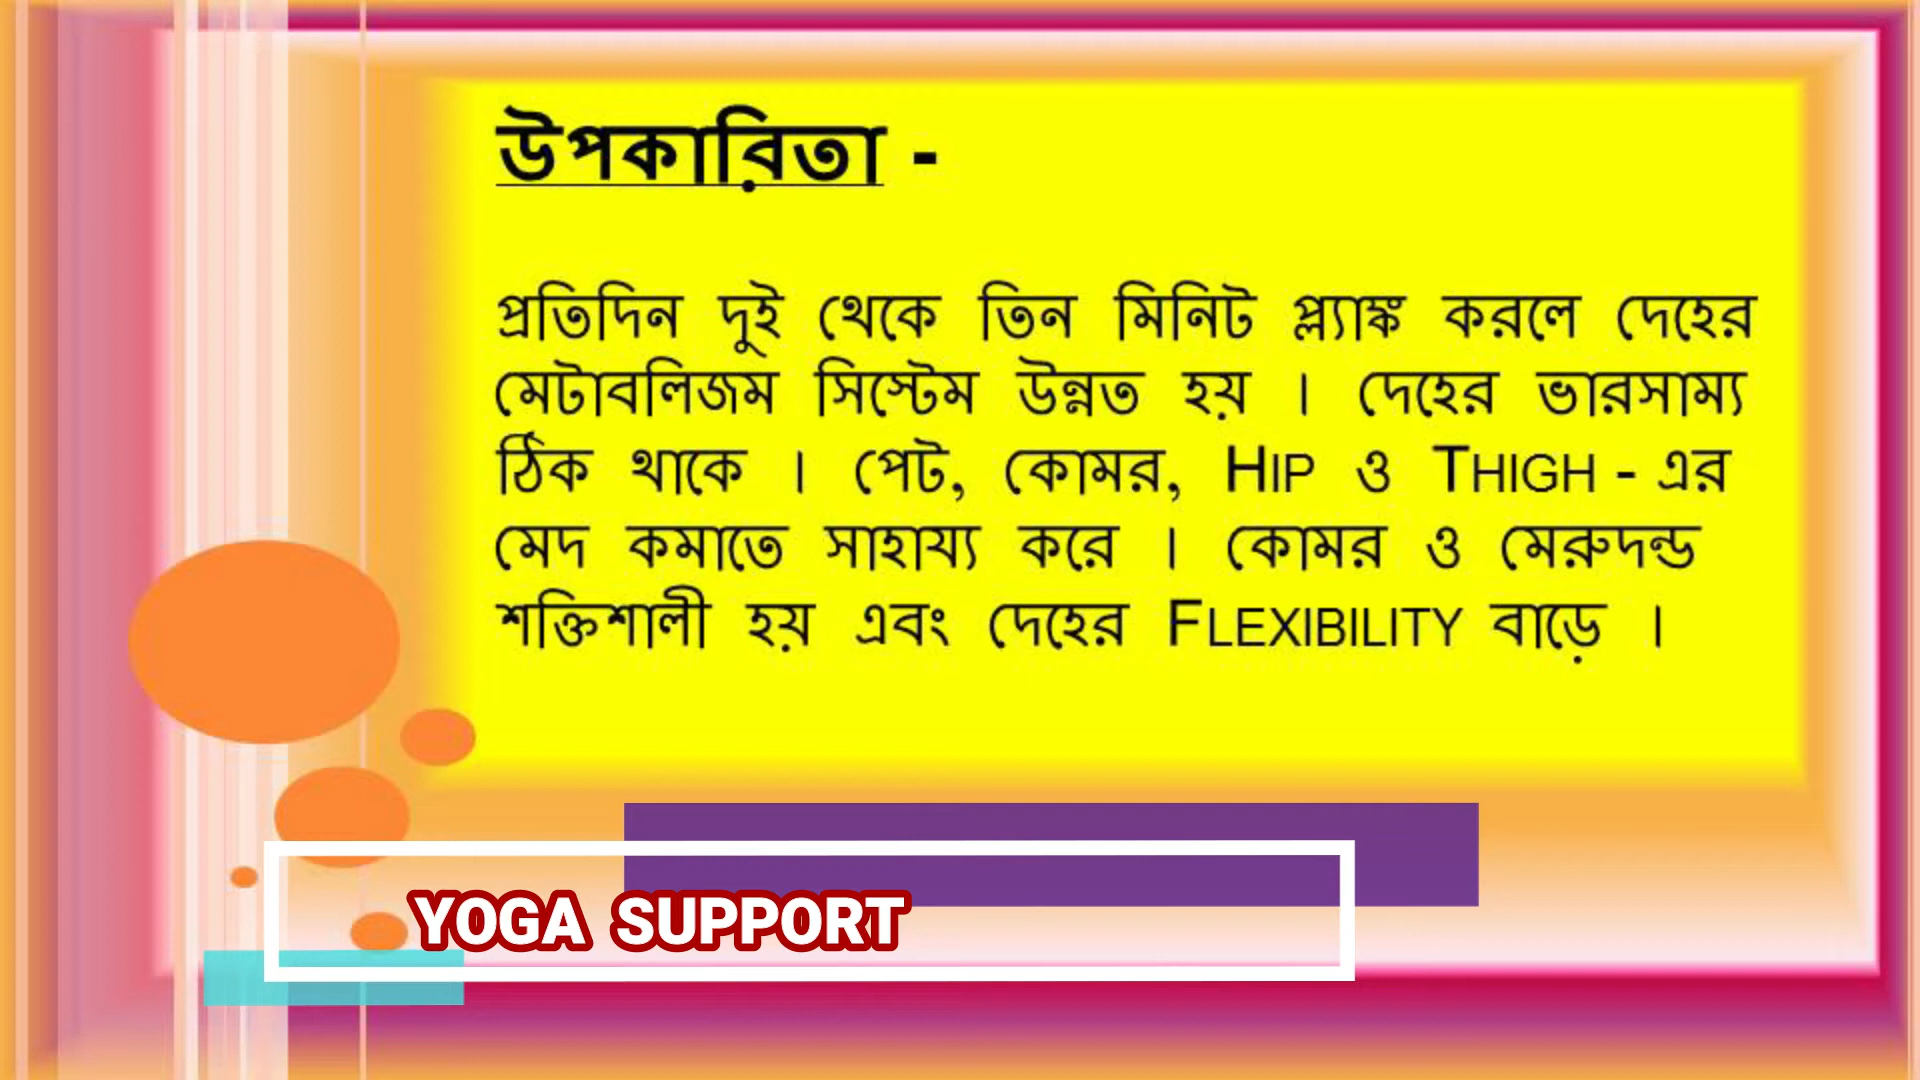 উপকারিতা -
প্রতিদিন দুই থেকে তিন মিনিট প্ল্যাঙ্ক করলে দেহের
মেটাবলিজম সিস্টেম উন্নত হয় । দেহের ভারসাম্য
ঠিক থাকে । পেট, কোমর, HIP ও THIGH - এর
মেদ কমাতে সাহায্য করে । কোমর ও মেরুদন্ড
শক্তিশালী হয় এবং দেহের FLEXIBILITY বাড়ে ।
YOGA SUPPORT